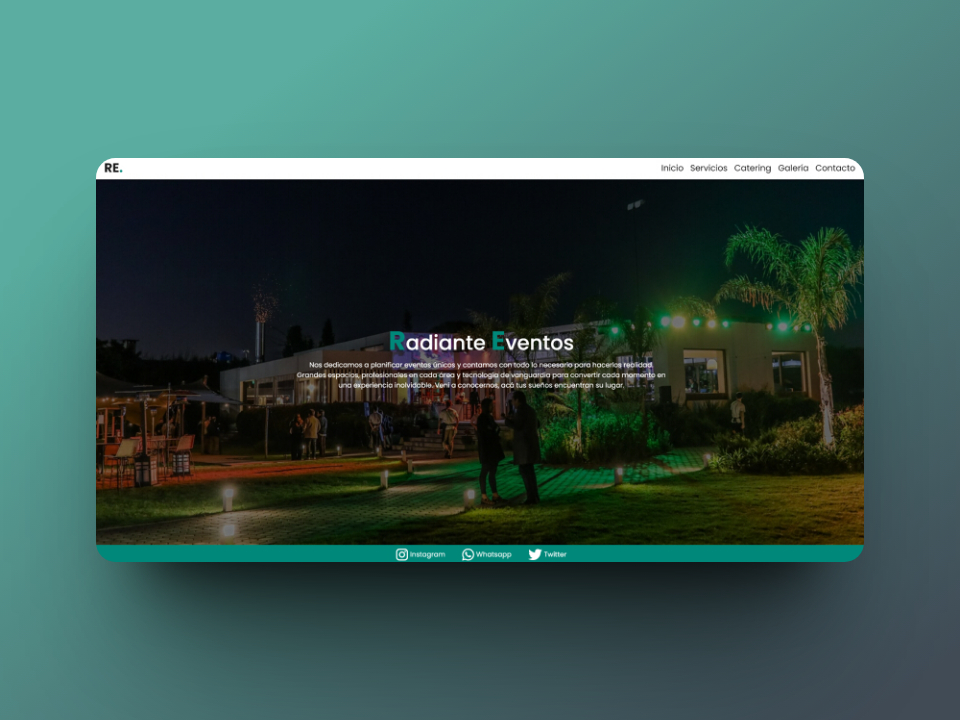 RE.
Inicio Servicios Catering Galeria Contacto
Radiante Eventos
Nos dedicamos a planificar eventos únicos y contamos con todo lo necesario para hacerlos realidad.
Grandes espacios, profesionales en cada área y tecnología de vanguardia para convertir cada momento en
una experiencia inolvidable. Vení a conocernos, acá tus sueños encuentran su lugar.
Instagram Whatsapp Twitter